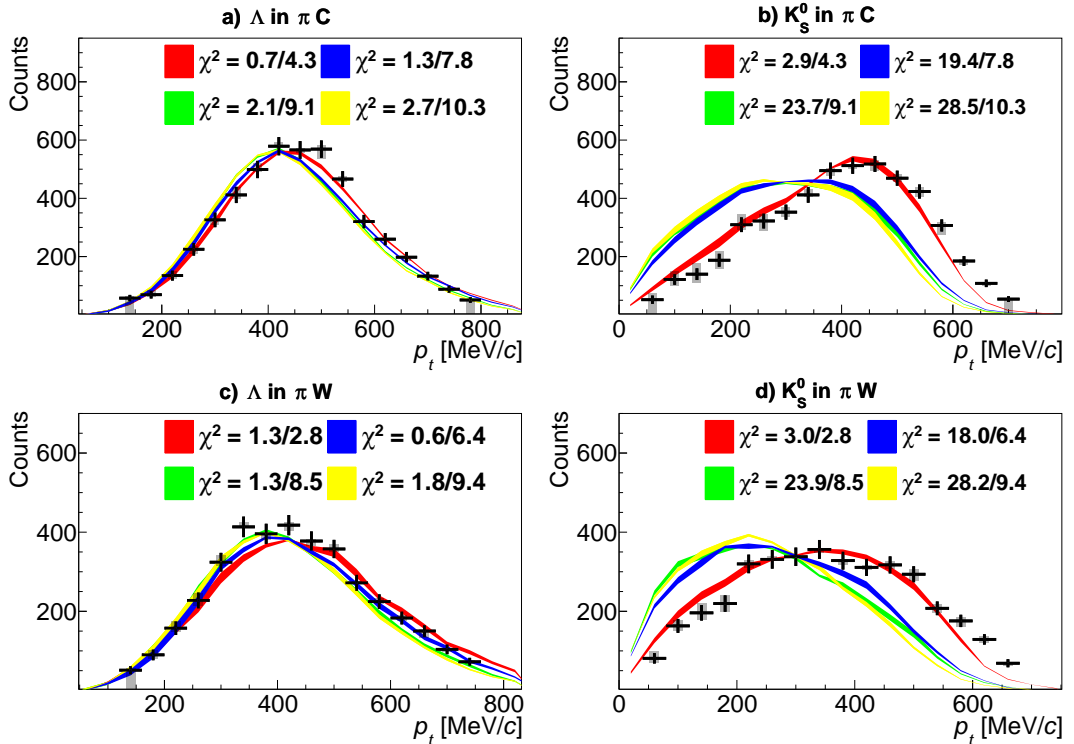 a) Λ in π C
Counts
χ² = 0.7/4.3
χ² = 1.3/7.8
χ² = 2.1/9.1
χ² = 2.7/10.3
800
600
400
200
200 400 600 800
p_t [MeV/c]
b) K⁰_S in π C
Counts
χ² = 2.9/4.3
χ² = 19.4/7.8
χ² = 23.7/9.1
χ² = 28.5/10.3
800
600
400
200
0 200 400 600
p_t [MeV/c]
c) Λ in π W
Counts
χ² = 1.3/2.8
χ² = 0.6/6.4
χ² = 1.3/8.5
χ² = 1.8/9.4
600
400
200
200 400 600 800
p_t [MeV/c]
d) K⁰_S in π W
Counts
χ² = 3.0/2.8
χ² = 18.0/6.4
χ² = 23.9/8.5
χ² = 28.2/9.4
600
400
200
0 200 400 600
p_t [MeV/c]